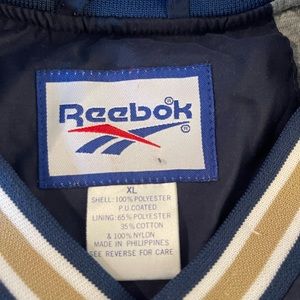 Reebok®
®
XL
SHELL: 100% POLYESTER
P.U COATED
LINING: 65% POLYESTER
35% COTTON
& 100% NYLON
MADE IN PHILIPPINES
SEE REVERSE FOR CARE